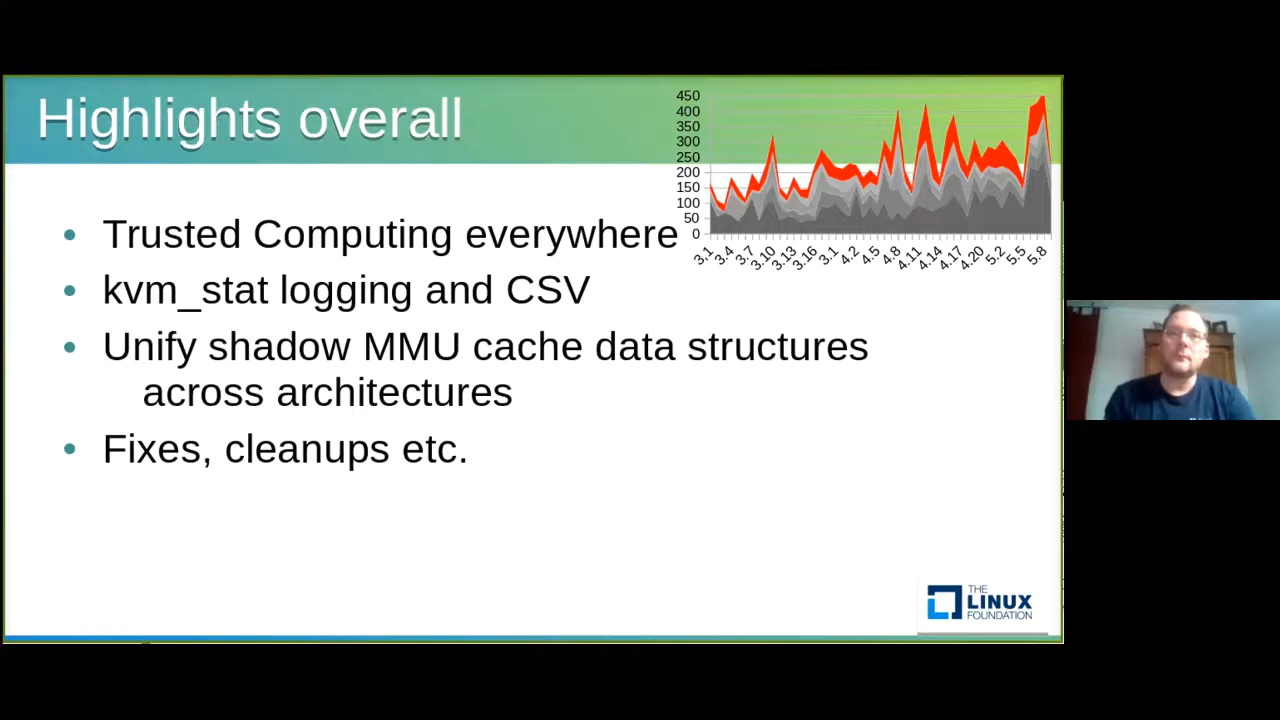 Highlights overall
450
400
350
300
250
200
150
100
50
0
3.1 3.4 3.7 3.10 3.13 3.16 3.1 4.2 4.5 4.8 4.11 4.14 4.17 4.20 5.2 5.5 5.8
• Trusted Computing everywhere
• kvm_stat logging and CSV
• Unify shadow MMU cache data structures
across architectures
• Fixes, cleanups etc.
THE
LINUX
FOUNDATION